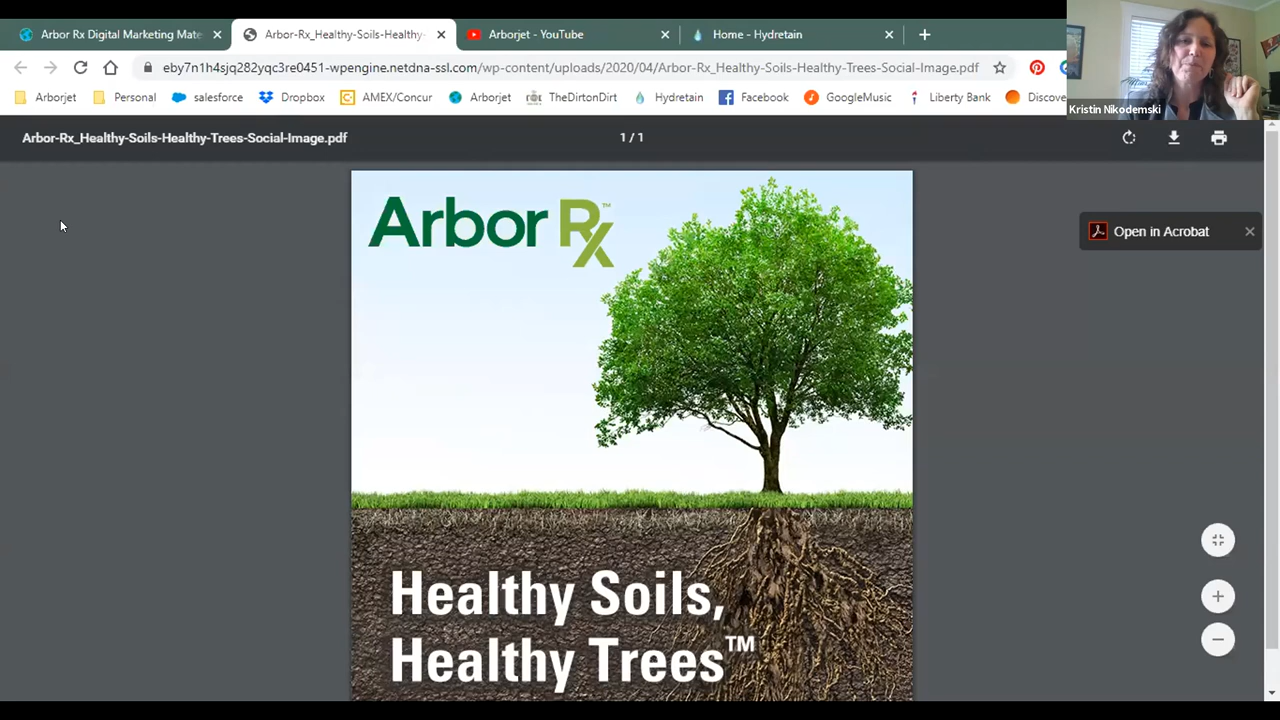 Arbor Rx Digital Marketing Mate
Arbor-Rx_Healthy-Soils-Healthy-
Arborjet - YouTube
Home - Hydretain
eby7n1h4sjq282yqc3re0451-wpengine.netdna-ssl.com/wp-content/uploads/2020/04/Arbor-Rx_Healthy-Soils-Healthy-Trees-Social-Image.pdf
Arborjet
Personal
salesforce
Dropbox
AMEX/Concur
Arborjet
TheDirtonDirt
Hydretain
Facebook
GoogleMusic
Liberty Bank
Discove
Kristin Nikodemski
Arbor-Rx_Healthy-Soils-Healthy-Trees-Social-Image.pdf
1 / 1
Open in Acrobat
Arbor Rx™
Healthy Soils,
Healthy Trees™